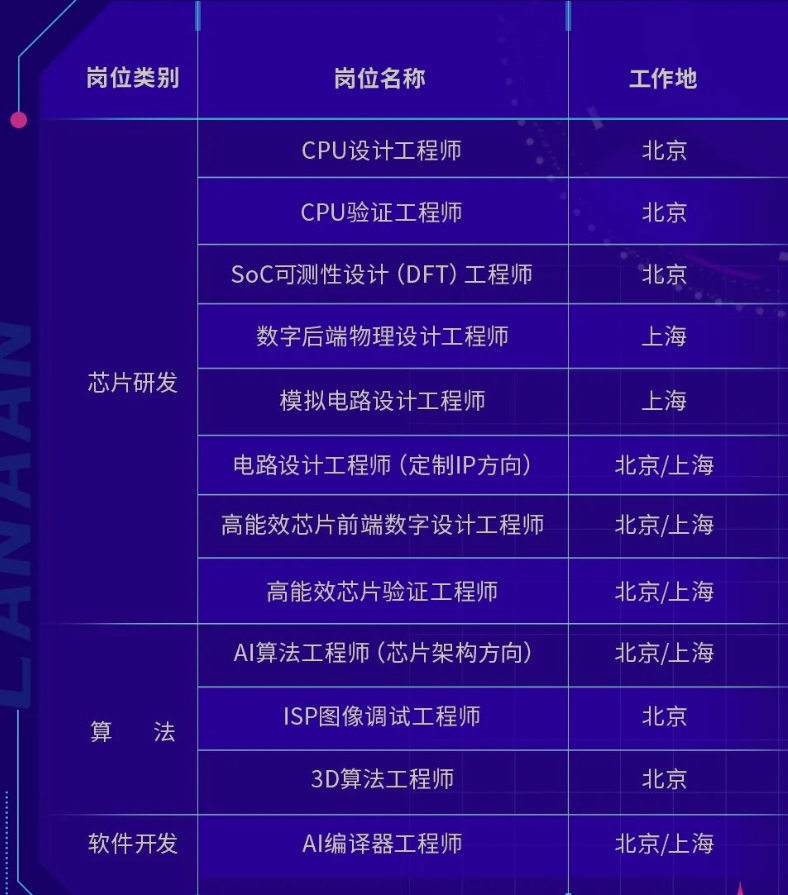 岗位类别 岗位名称 工作地
CPU设计工程师 北京
CPU验证工程师 北京
SoC可测性设计（DFT）工程师 北京
数字后端物理设计工程师 上海
芯片研发
模拟电路设计工程师 上海
电路设计工程师（定制IP方向） 北京/上海
高能效芯片前端数字设计工程师 北京/上海
高能效芯片验证工程师 北京/上海
AI算法工程师（芯片架构方向） 北京/上海
ISP图像调试工程师 北京
算 法
3D算法工程师 北京
软件开发 AI编译器工程师 北京/上海